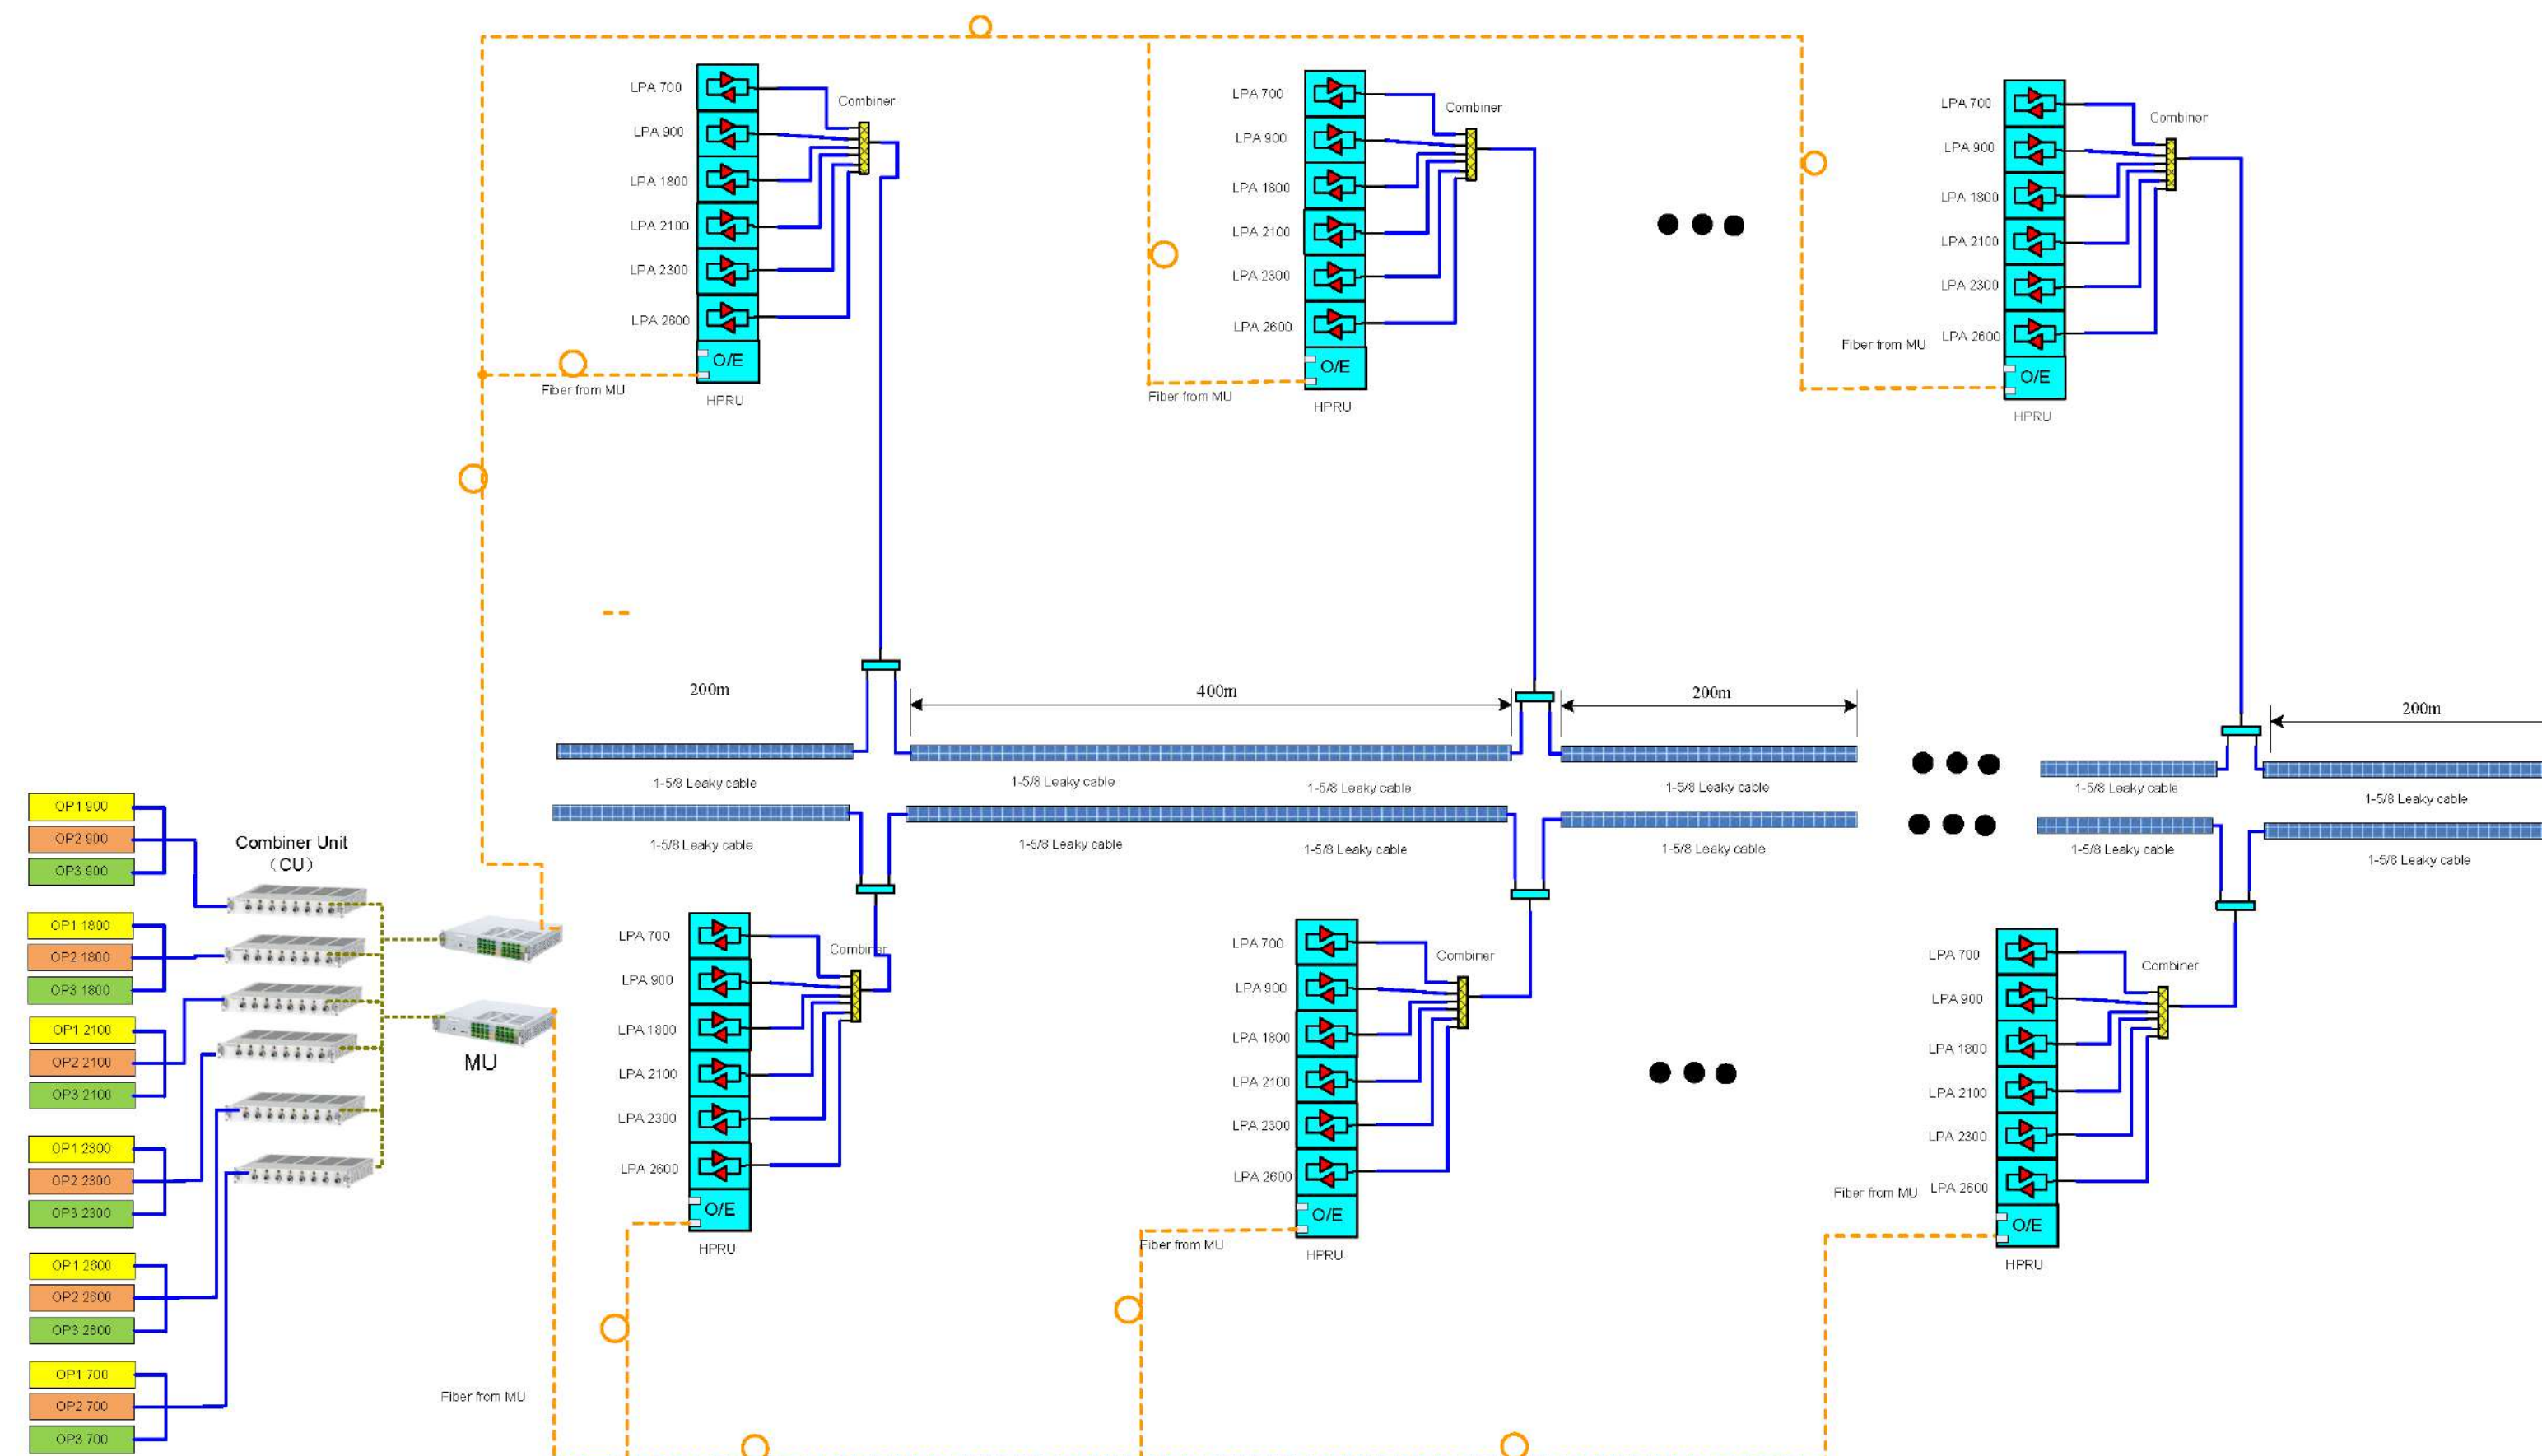 LPA 700
LPA 900
LPA 1800
LPA 2100
LPA 2300
LPA 2600
O/E
HPRU
Combiner
Fiber from MU
LPA 700
LPA 900
LPA 1800
LPA 2100
LPA 2300
LPA 2600
O/E
HPRU
Combiner
Fiber from MU
LPA 700
LPA 900
LPA 1800
LPA 2100
LPA 2300
LPA 2600
O/E
HPRU
Combiner
Fiber from MU
200m
400m
200m
200m
1-5/8 Leaky cable
1-5/8 Leaky cable
1-5/8 Leaky cable
1-5/8 Leaky cable
1-5/8 Leaky cable
1-5/8 Leaky cable
1-5/8 Leaky cable
1-5/8 Leaky cable
1-5/8 Leaky cable
1-5/8 Leaky cable
1-5/8 Leaky cable
1-5/8 Leaky cable
OP1 900
OP2 900
OP3 900
OP1 1800
OP2 1800
OP3 1800
OP1 2100
OP2 2100
OP3 2100
OP1 2300
OP2 2300
OP3 2300
OP1 2600
OP2 2600
OP3 2600
OP1 700
OP2 700
OP3 700
Combiner Unit
（CU）
MU
Fiber from MU
LPA 700
LPA 900
LPA 1800
LPA 2100
LPA 2300
LPA 2600
O/E
HPRU
Combiner
LPA 700
LPA 900
LPA 1800
LPA 2100
LPA 2300
LPA 2600
O/E
HPRU
Combiner
Fiber from MU
LPA 700
LPA 900
LPA 1800
LPA 2100
LPA 2300
LPA 2600
O/E
HPRU
Combiner
Fiber from MU